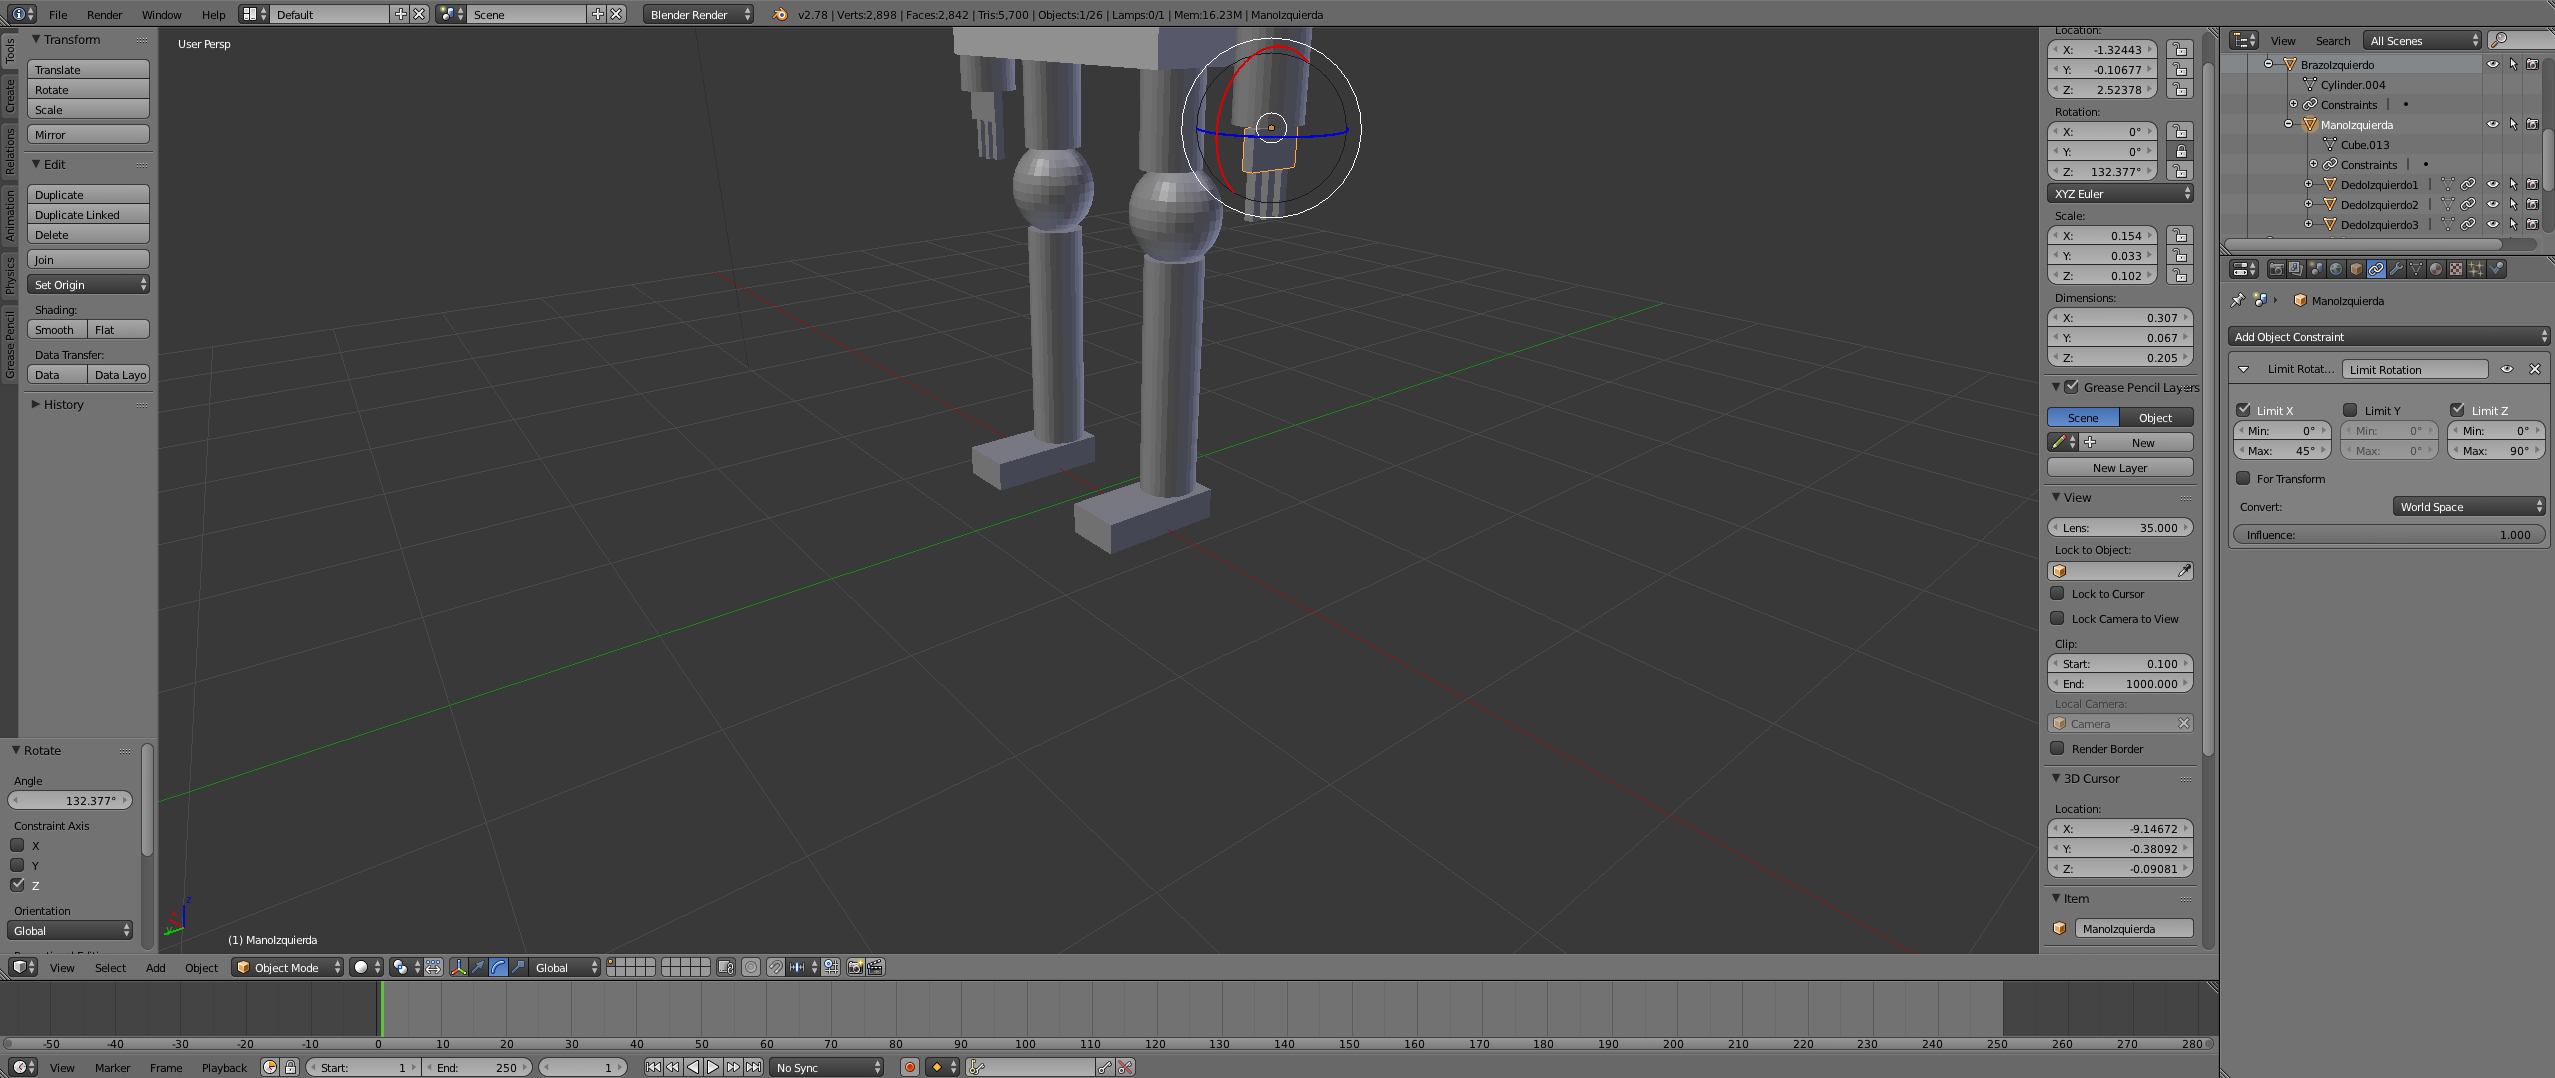 File Render Window Help Default Scene Blender Render v2.78 | Verts:2,898 | Faces:2,842 | Tris:5,700 | Objects:1/26 | Lamps:0/1 | Mem:16.23M | ManoIzquierda
Tools
Create
Relations
Animation
Physics
Grease Pencil
Transform
Translate
Rotate
Scale
Mirror
Edit
Duplicate
Duplicate Linked
Delete
Join
Set Origin
Shading:
Smooth Flat
Data Transfer:
Data Data Layo
History
Rotate
Angle
132.377°
Constraint Axis
X
Y
Z
Orientation
Global
User Persp
(1) ManoIzquierda
Location:
X: -1.32443
Y: -0.10677
Z: 2.52378
Rotation:
X: 0°
Y: 0°
Z: 132.377°
XYZ Euler
Scale:
X: 0.154
Y: 0.033
Z: 0.102
Dimensions:
X: 0.307
Y: 0.067
Z: 0.205
Grease Pencil Layers
Scene Object
New
New Layer
View
Lens: 35.000
Lock to Object:
Lock to Cursor
Lock Camera to View
Clip:
Start: 0.100
End: 1000.000
Local Camera:
Camera
Render Border
3D Cursor
Location:
X: -9.14672
Y: -0.38092
Z: -0.09081
Item
ManoIzquierda
View Search All Scenes
BrazoIzquierdo
Cylinder.004
Constraints
ManoIzquierda
Cube.013
Constraints
DedoIzquierdo1
DedoIzquierdo2
DedoIzquierdo3
ManoIzquierda
Add Object Constraint
Limit Rotat... Limit Rotation
Limit X Limit Y Limit Z
Min: 0° Min: 0° Min: 0°
Max: 45° Max: 0° Max: 90°
For Transform
Convert: World Space
Influence: 1.000
View Select Add Object Object Mode Global
-50 -40 -30 -20 -10 0 10 20 30 40 50 60 70 80 90 100 110 120 130 140 150 160 170 180 190 200 210 220 230 240 250 260 270 280
View Marker Frame Playback Start: 1 End: 250 1 No Sync